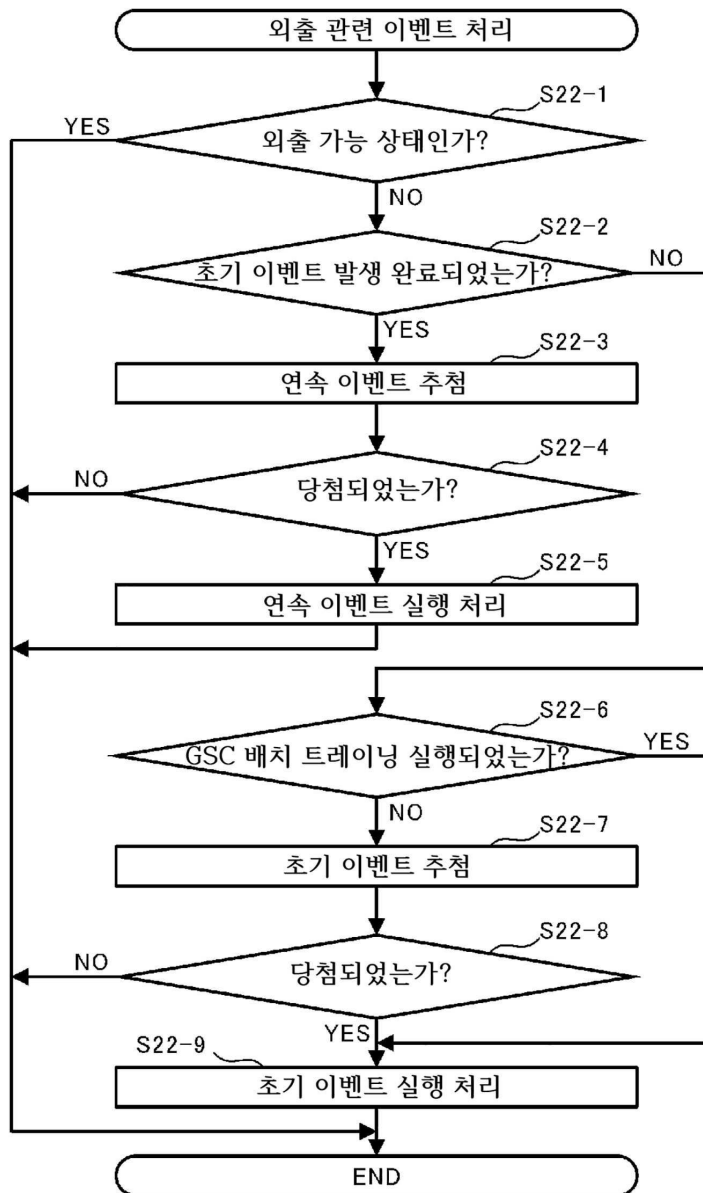 외출 관련 이벤트 처리
S22-1
YES
외출 가능 상태인가?
NO
S22-2
초기 이벤트 발생 완료되었는가?
NO
YES
S22-3
연속 이벤트 추첨
S22-4
NO
당첨되었는가?
YES
S22-5
연속 이벤트 실행 처리
S22-6
GSC 배치 트레이닝 실행되었는가?
YES
NO
S22-7
초기 이벤트 추첨
S22-8
NO
당첨되었는가?
YES
S22-9
초기 이벤트 실행 처리
END